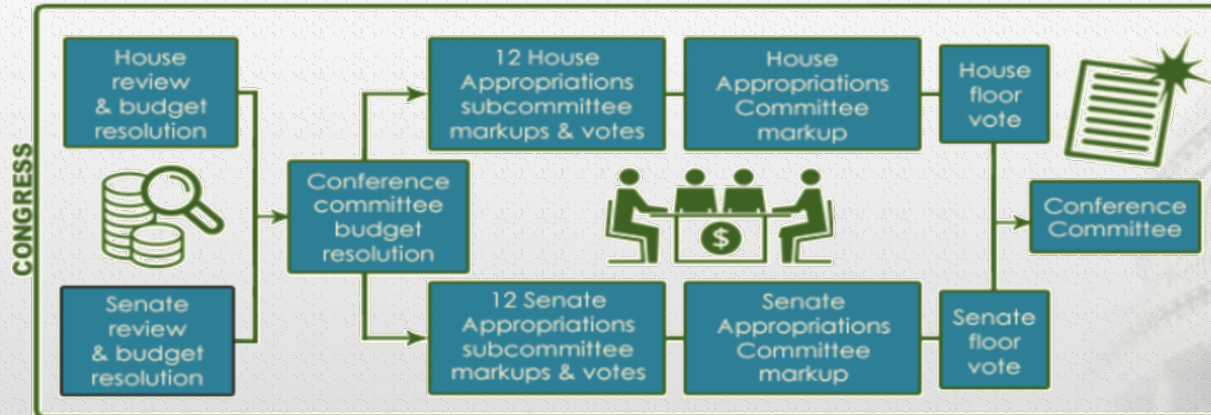 CONGRESS
House
review
& budget
resolution
Senate
review
& budget
resolution
Conference
committee
budget
resolution
12 House
Appropriations
subcommittee
markups & votes
House
Appropriations
Committee
markup
House
floor
vote
$
12 Senate
Appropriations
subcommittee
markups & votes
Senate
Appropriations
Committee
markup
Senate
floor
vote
Conference
Committee